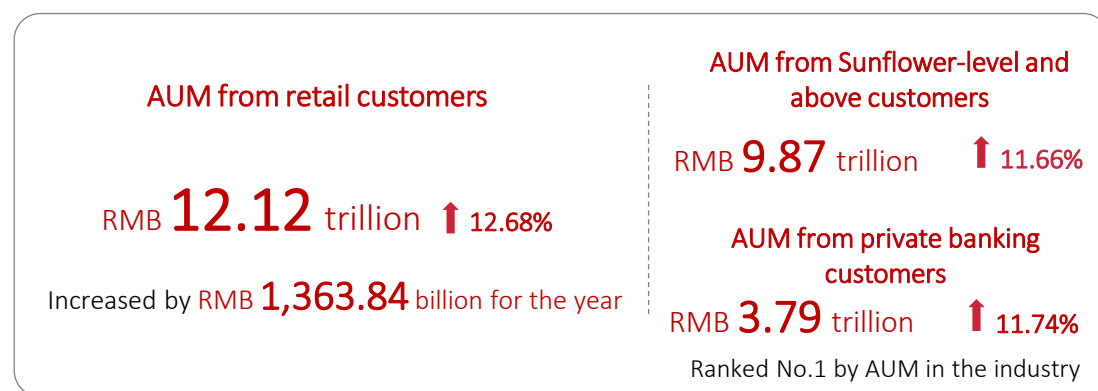 AUM from retail customers
RMB 12.12 trillion 12.68%
Increased by RMB 1,363.84 billion for the year
AUM from Sunflower-level and
above customers
RMB 9.87 trillion 11.66%
AUM from private banking
customers
RMB 3.79 trillion 11.74%
Ranked No.1 by AUM in the industry